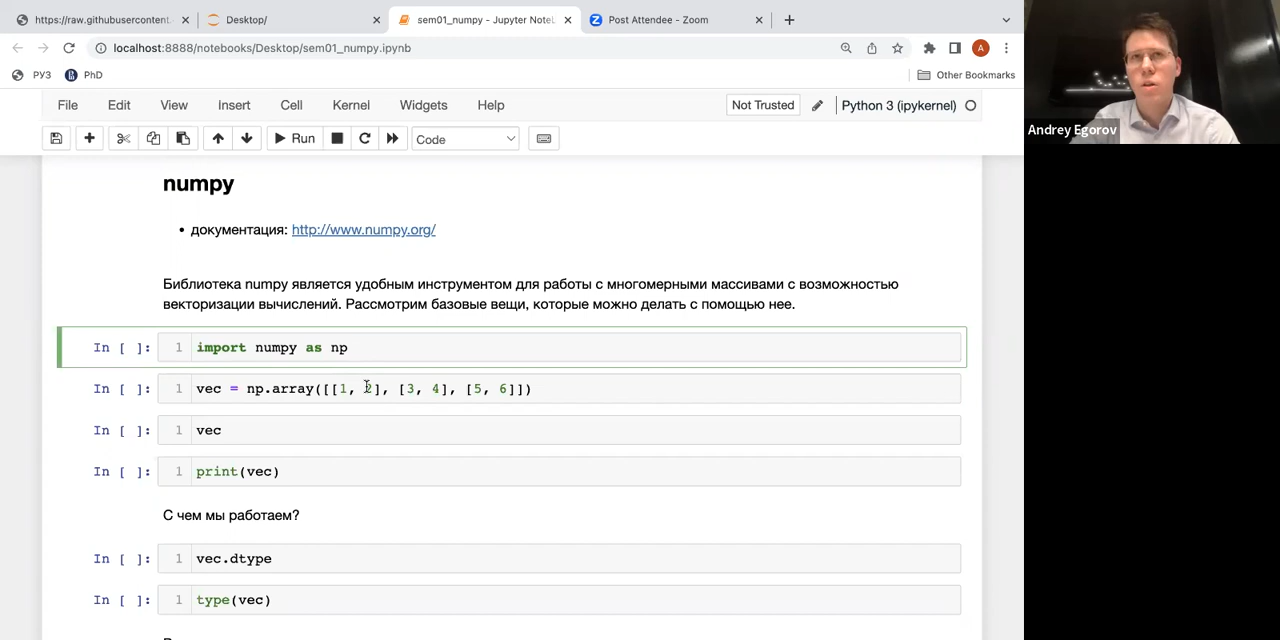 https://raw.githubusercontent.
Desktop/
sem01_numpy - Jupyter NoteL
Post Attendee - Zoom
localhost:8888/notebooks/Desktop/sem01_numpy.ipynb
A
РУЗ
PhD
Other Bookmarks
File Edit View Insert Cell Kernel Widgets Help
Not Trusted
Python 3 (ipykernel)
Run
Code
Andrey Egorov
numpy
• документация: http://www.numpy.org/
Библиотека numpy является удобным инструментом для работы с многомерными массивами с возможностью
векторизации вычислений. Рассмотрим базовые вещи, которые можно делать с помощью нее.
In [ ]: 1 import numpy as np
In [ ]: 1 vec = np.array([[1, 2], [3, 4], [5, 6]])
In [ ]: 1 vec
In [ ]: 1 print(vec)
С чем мы работаем?
In [ ]: 1 vec.dtype
In [ ]: 1 type(vec)